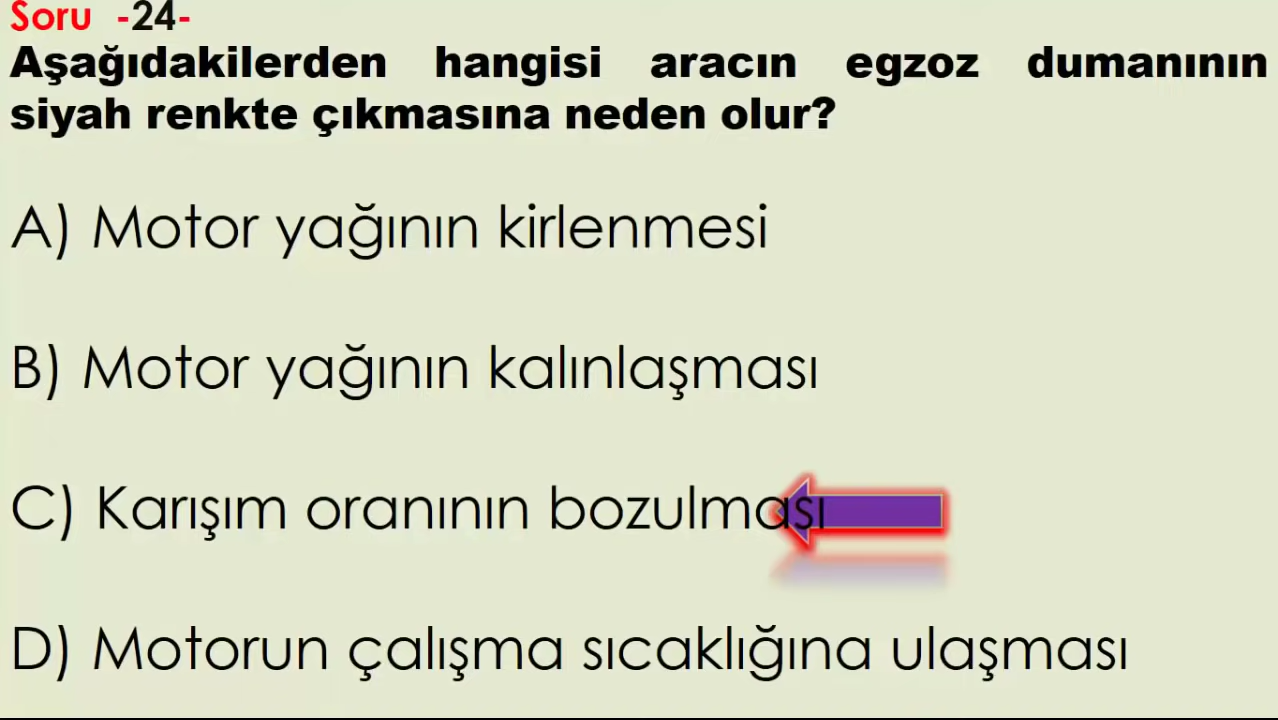 Soru -24-
Aşağıdakilerden hangisi aracın egzoz dumanının
siyah renkte çıkmasına neden olur?
A) Motor yağının kirlenmesi
B) Motor yağının kalınlaşması
C) Karışım oranının bozulması
D) Motorun çalışma sıcaklığına ulaşması